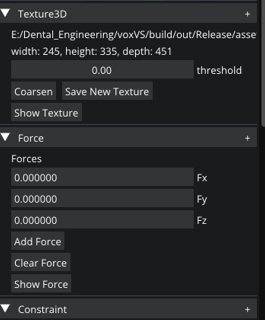 Texture3D +
E:/Dental_Engineering/voxVS/build/out/Release/asse
width: 245, height: 335, depth: 451
0.00 threshold
Coarsen Save New Texture
Show Texture
Force +
Forces
0.000000 Fx
0.000000 Fy
0.000000 Fz
Add Force
Clear Force
Show Force
Constraint +